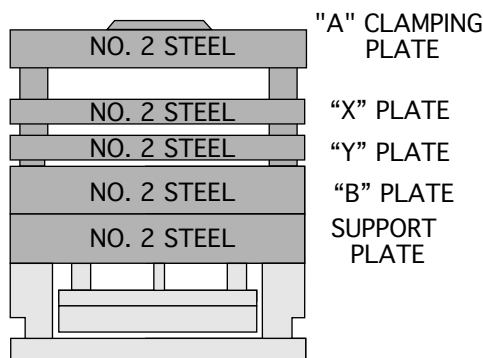 "A" CLAMPING
PLATE
NO. 2 STEEL
NO. 2 STEEL
“X” PLATE
NO. 2 STEEL
“Y” PLATE
NO. 2 STEEL
“B” PLATE
NO. 2 STEEL
SUPPORT
PLATE